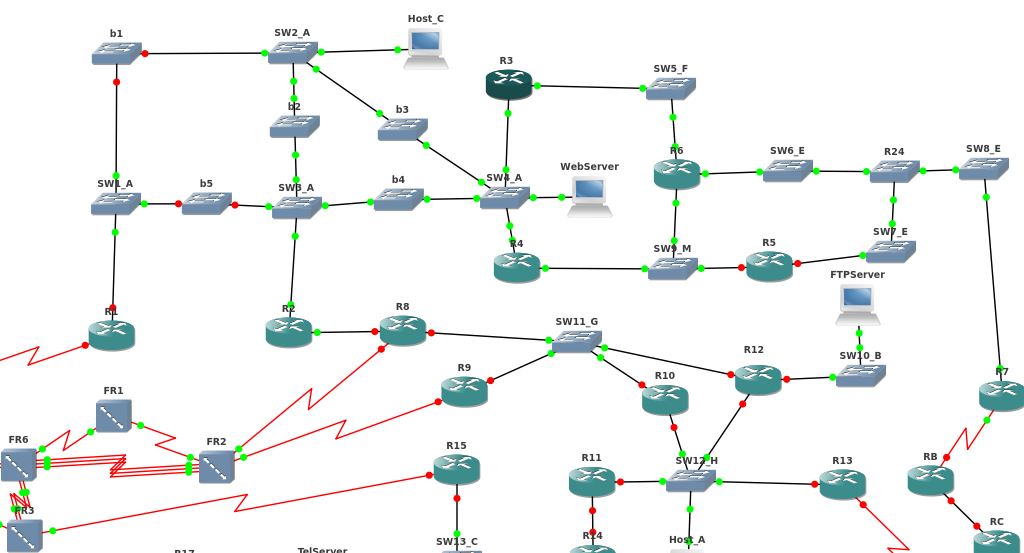 Host_C
b1
SW2_A
R3
SW5_F
b2
b3
R6
SW6_E
R24
SW8_E
WebServer
SW1_A
b5
SW3_A
b4
SW4_A
R4
SW9_M
R5
SW7_E
FTPServer
R1
R2
R8
SW11_G
R12
SW10_B
R9
R10
R7
FR1
FR6
FR2
R15
R11
SW12_H
R13
RB
FR3
RC
R14
Host_A
SW13_C
R17
TelServer